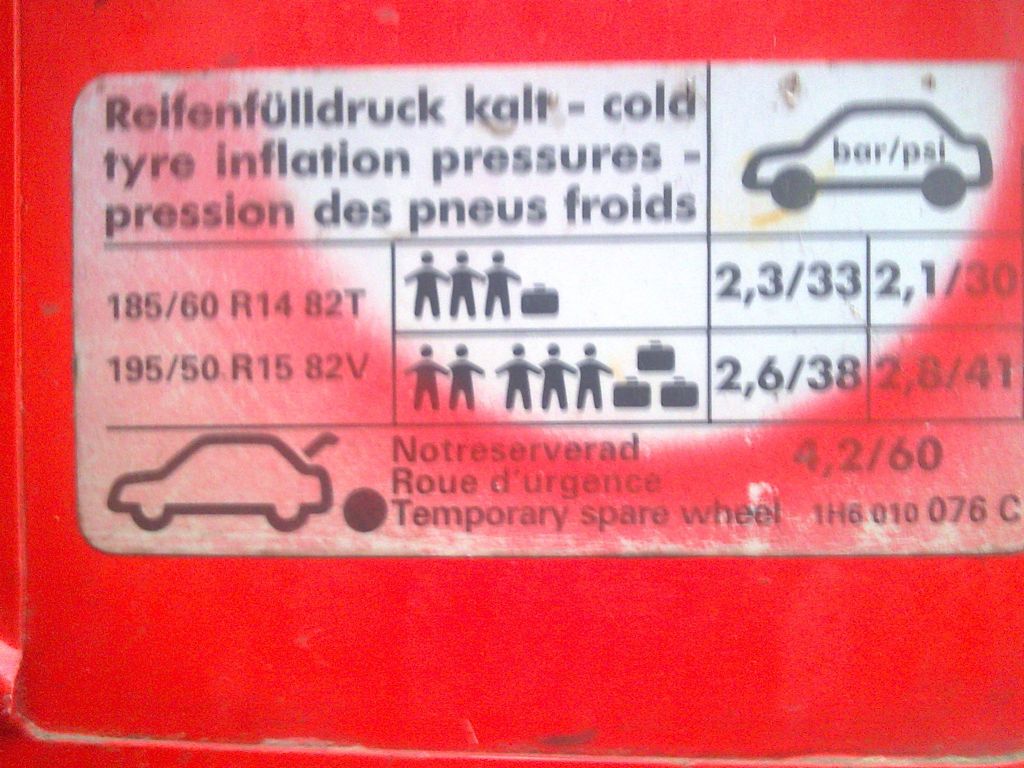 Reifenfülldruck kalt - cold
tyre inflation pressures -
pression des pneus froids
bar/psi
185/60 R14 82T
2,3/33 2,1/30
195/50 R15 82V
2,6/38 2,8/41
Notreserverad 4,2/60
Roue d'urgence
Temporary spare wheel 1H6 010 076 C